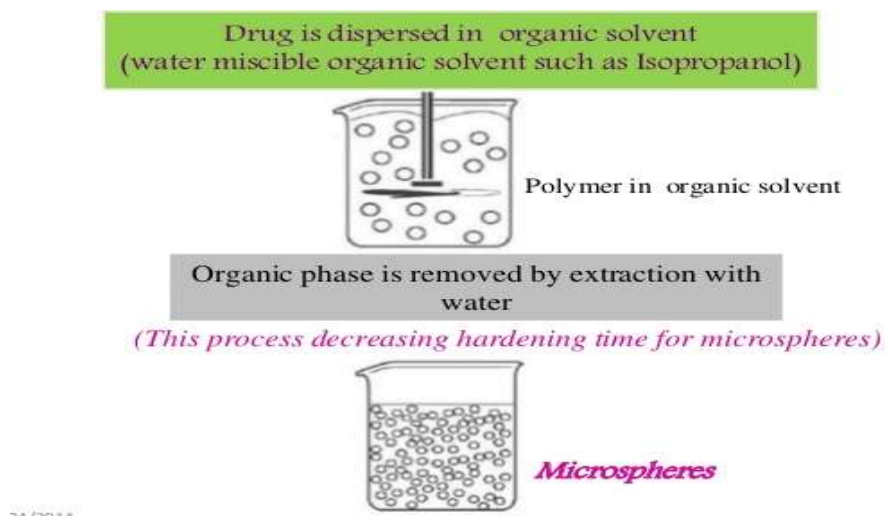 Drug is dispersed in organic solvent
(water miscible organic solvent such as Isopropanol)
Polymer in organic solvent
Organic phase is removed by extraction with
water
(This process decreasing hardening time for microspheres)
Microspheres